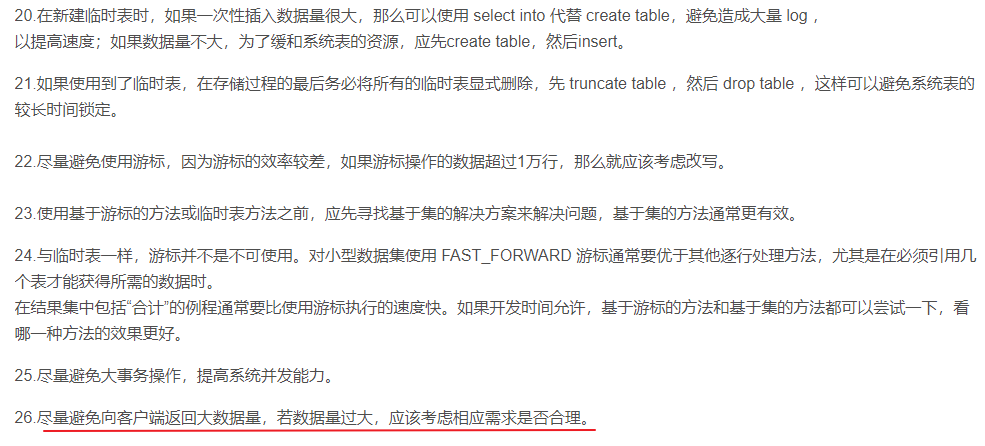 20.在新建临时表时，如果一次性插入数据量很大，那么可以使用 select into 代替 create table，避免造成大量 log ，
以提高速度；如果数据量不大，为了缓和系统表的资源，应先create table，然后insert。
21.如果使用到了临时表，在存储过程的最后务必将所有的临时表显式删除，先 truncate table ，然后 drop table ，这样可以避免系统表的
较长时间锁定。
22.尽量避免使用游标，因为游标的效率较差，如果游标操作的数据超过1万行，那么就应该考虑改写。
23.使用基于游标的方法或临时表方法之前，应先寻找基于集的解决方案来解决问题，基于集的方法通常更有效。
24.与临时表一样，游标并不是不可使用。对小型数据集使用 FAST_FORWARD 游标通常要优于其他逐行处理方法，尤其是在必须引用几
个表才能获得所需的数据时。
在结果集中包括“合计”的例程通常要比使用游标执行的速度快。如果开发时间允许，基于游标的方法和基于集的方法都可以尝试一下，看
哪一种方法的效果更好。
25.尽量避免大事务操作，提高系统并发能力。
26.尽量避免向客户端返回大数据量，若数据量过大，应该考虑相应需求是否合理。